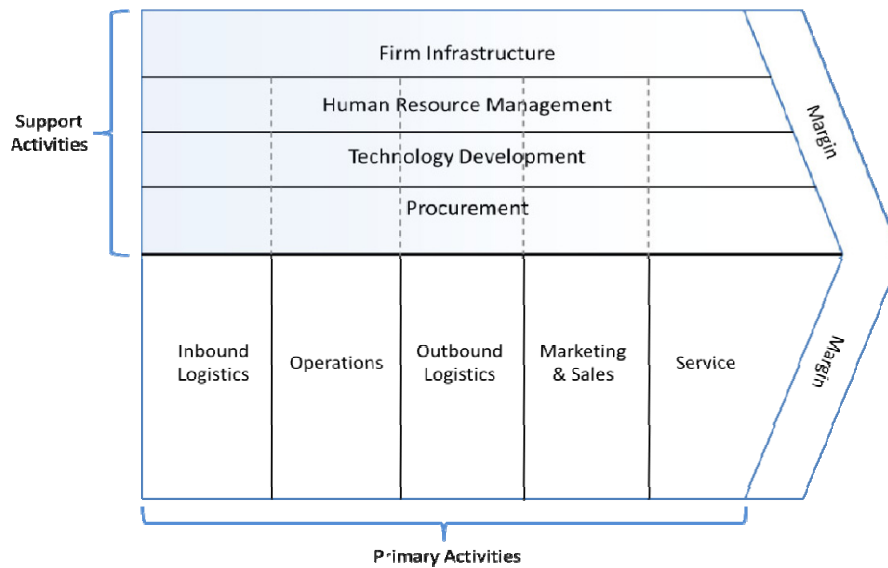 Firm Infrastructure
Human Resource Management
Support
Activities
Technology Development
Procurement
Margin
Inbound
Logistics
Operations
Outbound
Logistics
Marketing
& Sales
Service
Margin
Primary Activities